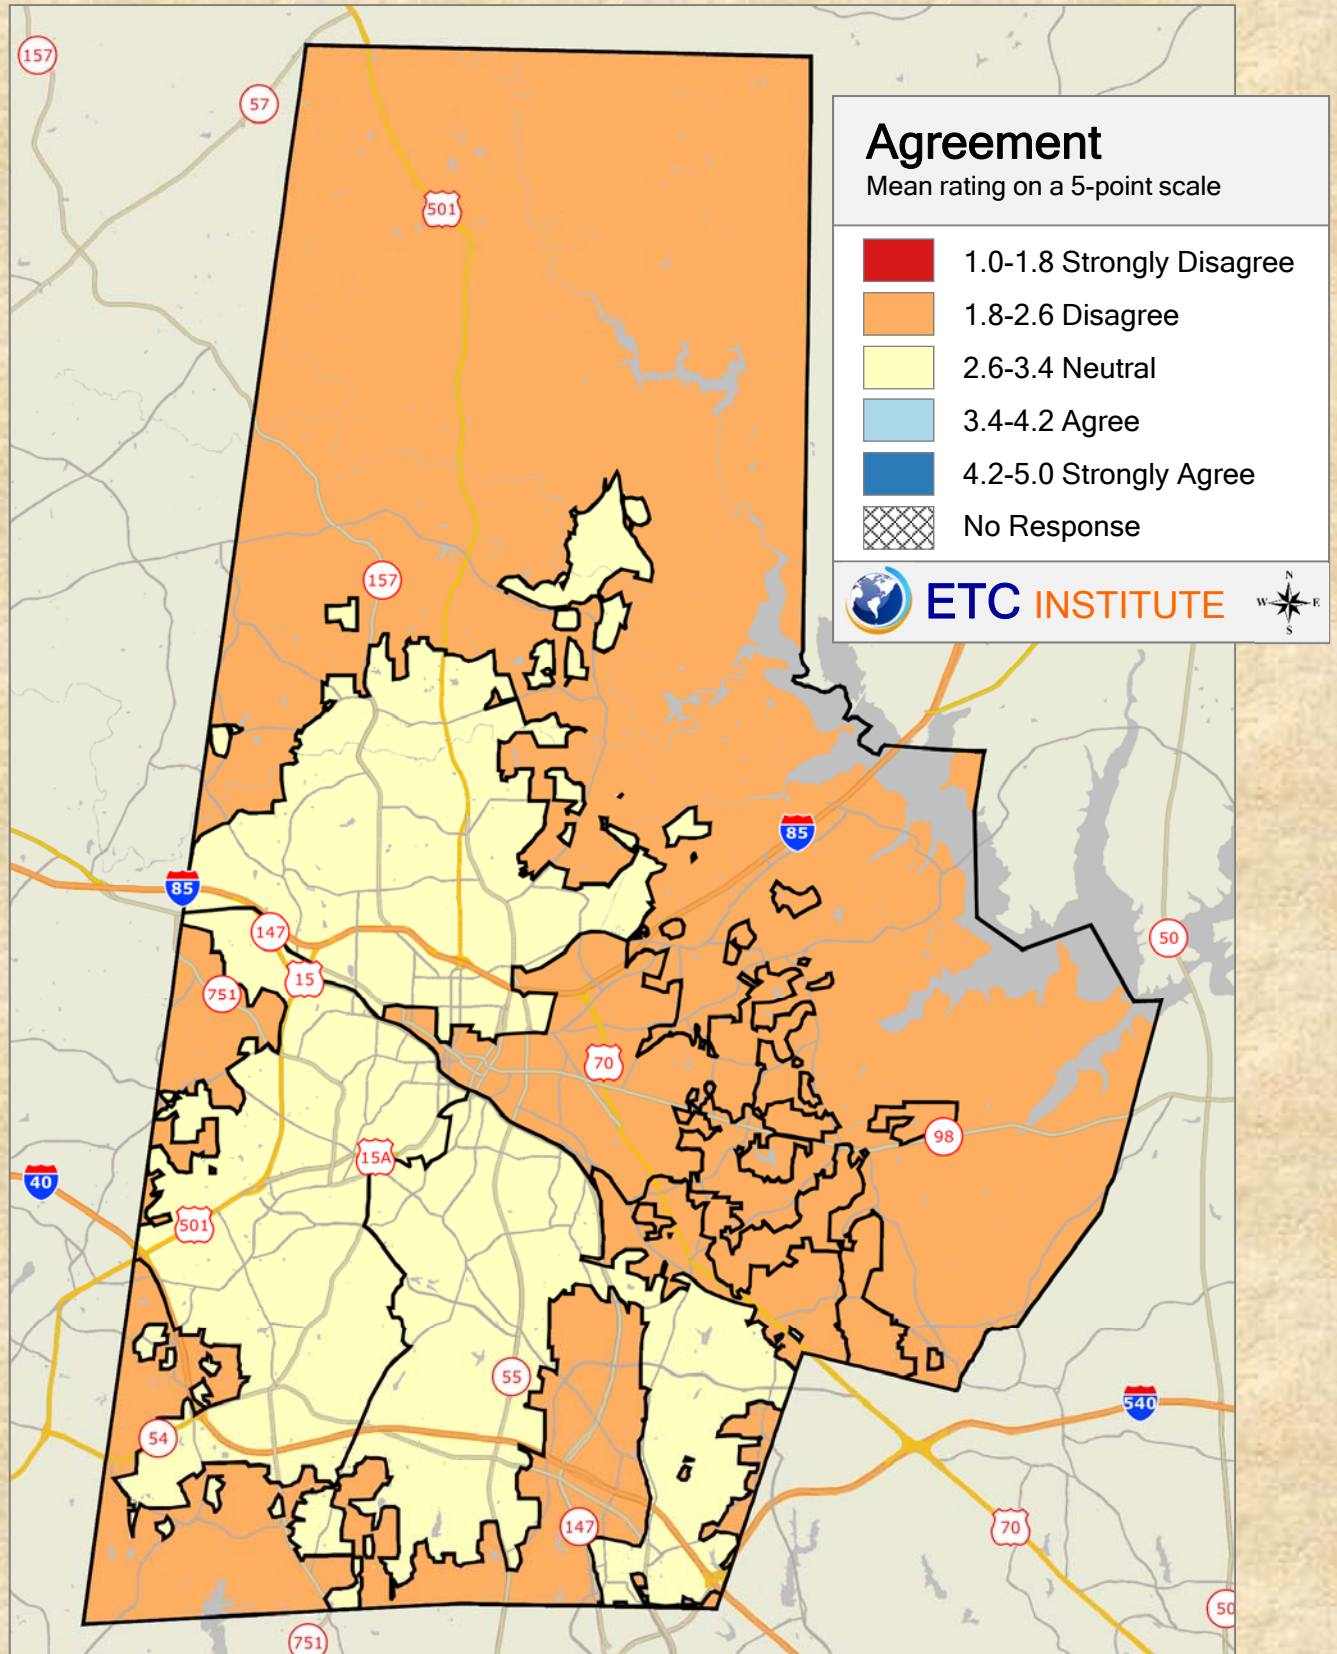 157
57
501
Agreement
Mean rating on a 5-point scale
1.0-1.8 Strongly Disagree
1.8-2.6 Disagree
2.6-3.4 Neutral
3.4-4.2 Agree
4.2-5.0 Strongly Agree
No Response
ETC INSTITUTE
N
W E
S
157
85
85
147
50
15
751
70
98
15A
40
501
55
540
54
147
70
50
751